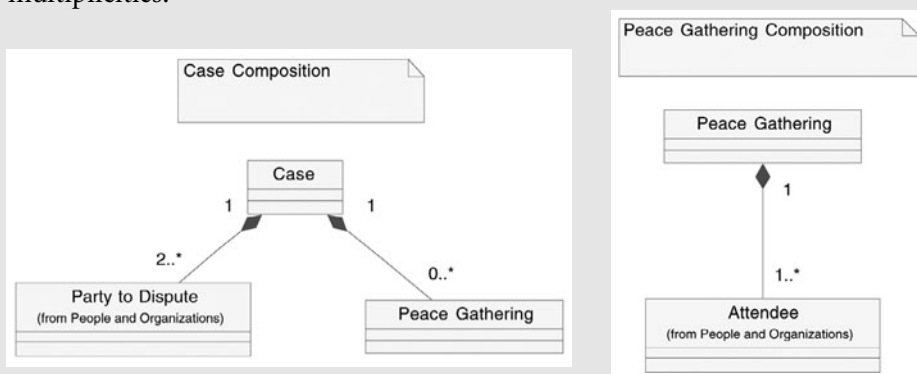 multiplicities.
Case Composition
Case
1
1
2..*
0..*
Party to Dispute
(from People and Organizations)
Peace Gathering
Peace Gathering Composition
Peace Gathering
1
1..*
Attendee
(from People and Organizations)